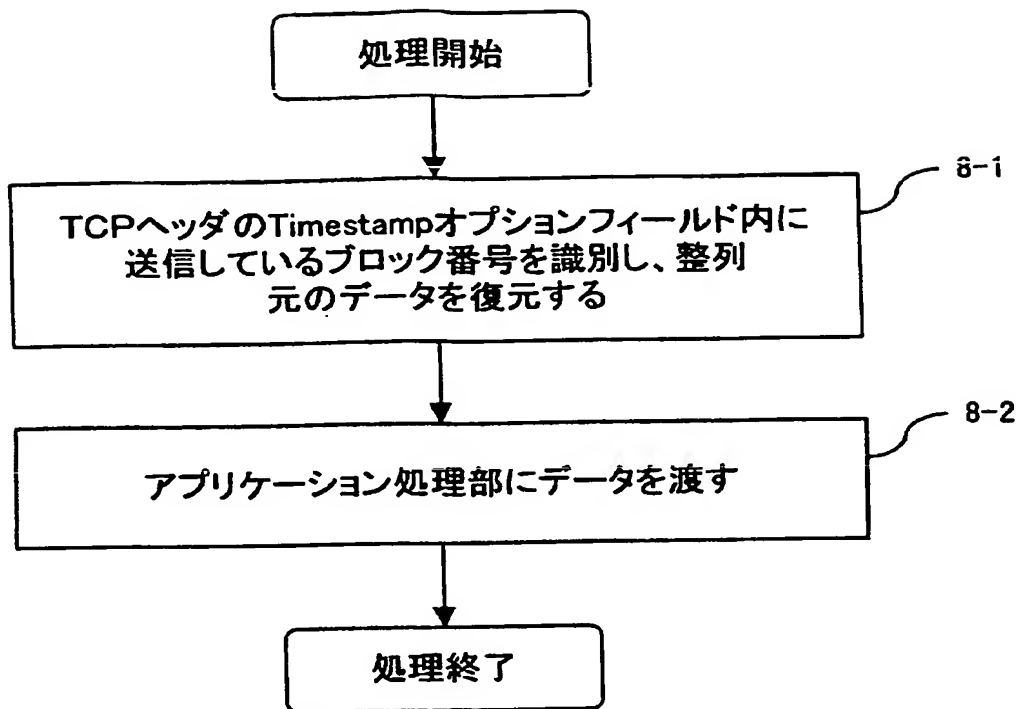 処理開始
8-1
TCPヘッダのTimestampオプションフィールド内に
送信しているブロック番号を識別し、整列
元のデータを復元する
8-2
アプリケーション処理部にデータを渡す
処理終了